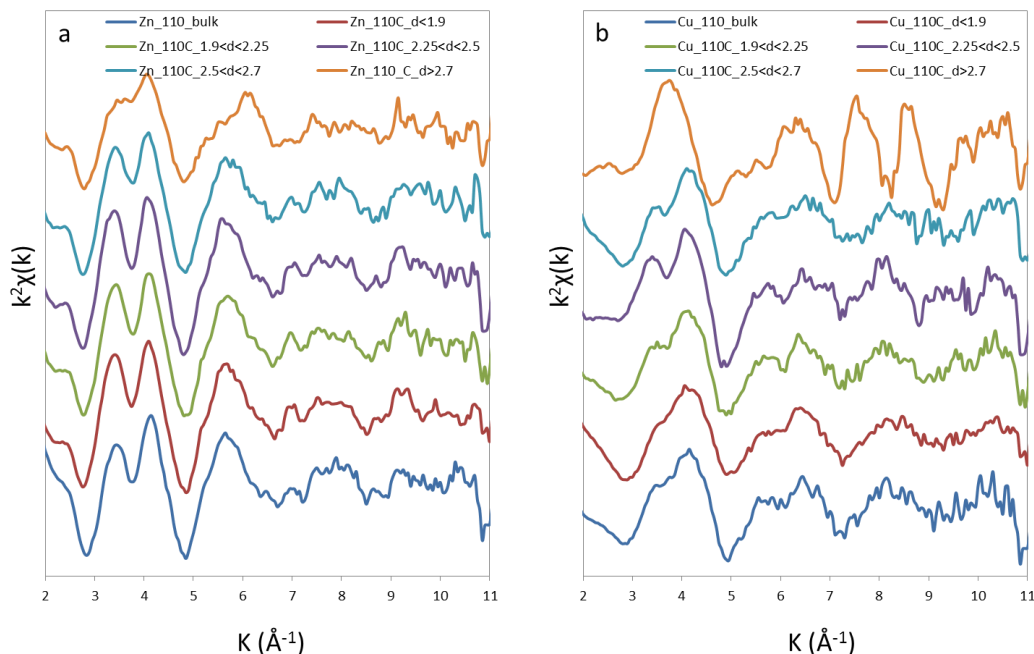 a
Zn_110_bulk Zn_110C_d<1.9
Zn_110C_1.9<d<2.25 Zn_110C_2.25<d<2.5
Zn_110C_2.5<d<2.7 Zn_110_C_d>2.7
k²χ(k)
2 3 4 5 6 7 8 9 10 11
K (Å⁻¹)
b
Cu_110_bulk Cu_110C_d<1.9
Cu_110C_1.9<d<2.25 Cu_110C_2.25<d<2.5
Cu_110C_2.5<d<2.7 Cu_110C_d>2.7
k²χ(k)
2 3 4 5 6 7 8 9 10 11
K (Å⁻¹)